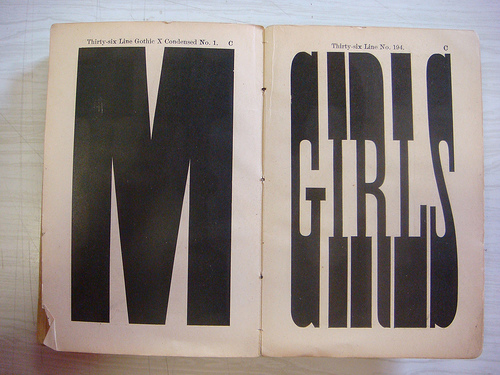 Thirty-six Line Gothic X Condensed No. 1. C
M
Thirty-six Line No. 194. C
GIRLS